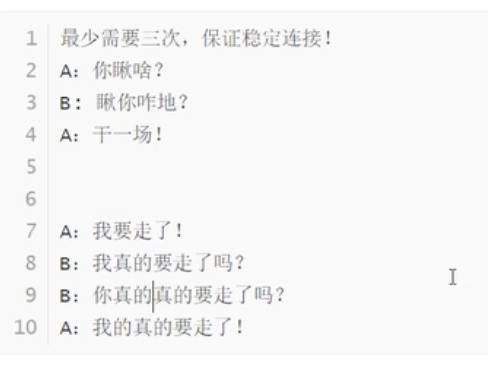 1 最少需要三次，保证稳定连接！
2 A：你瞅啥？
3 B： 瞅你咋地？
4 A：干一场！
5
6
7 A：我要走了！
8 B：我真的要走了吗？
9 B：你真的真的要走了吗？
10 A：我的真的要走了！